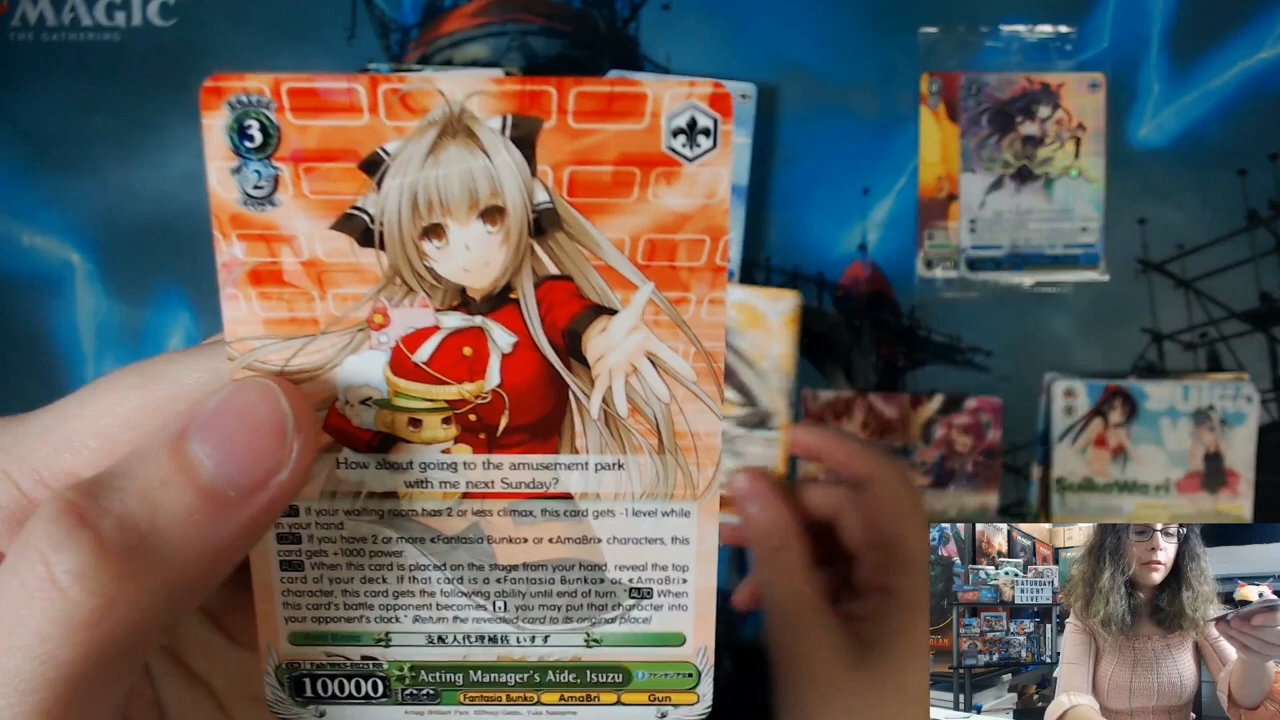 MAGIC
THE GATHERING
3
2
How about going to the amusement park
with me next Sunday?
If your waiting room has 2 or less climax, this card gets -1 level while
in your hand.
CONT If you have 2 or more «Fantasia Bunko» or «AmaBri» characters, this
card gets +1000 power.
AUTO When this card is placed on the stage from your hand, reveal the top
card of your deck. If that card is a «Fantasia Bunko» or «AmaBri»
character, this card gets the following ability until end of turn. "AUTO When
this card's battle opponent becomes , you may put that character into
your opponent's clock." (Return the revealed card to its original place)
支配人代理補佐 いすず
Acting Manager's Aide, Isuzu
10000
Fantasia Bunko AmaBri Gun
SATURDAY
NIGHT
LIVE!